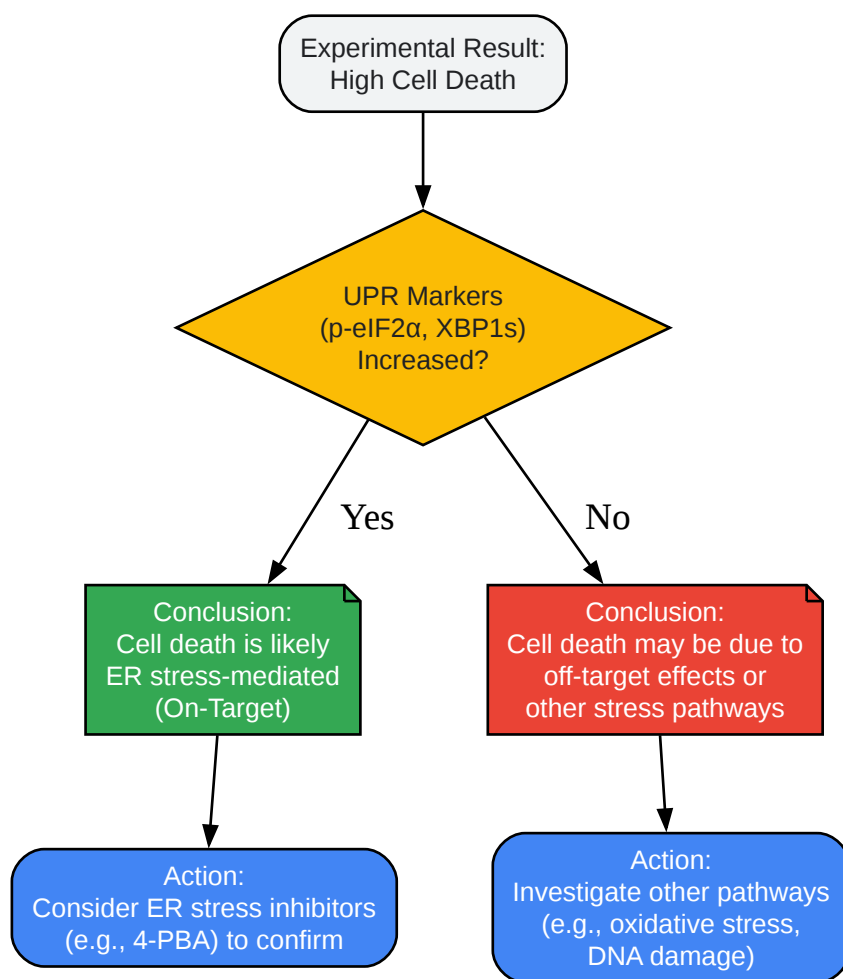 Experimental Result:
High Cell Death
UPR Markers
(p-eIF2α, XBP1s)
Increased?
Yes
No
Conclusion:
Cell death is likely
ER stress-mediated
(On-Target)
Conclusion:
Cell death may be due to
off-target effects or
other stress pathways
Action:
Consider ER stress inhibitors
(e.g., 4-PBA) to confirm
Action:
Investigate other pathways
(e.g., oxidative stress,
DNA damage)